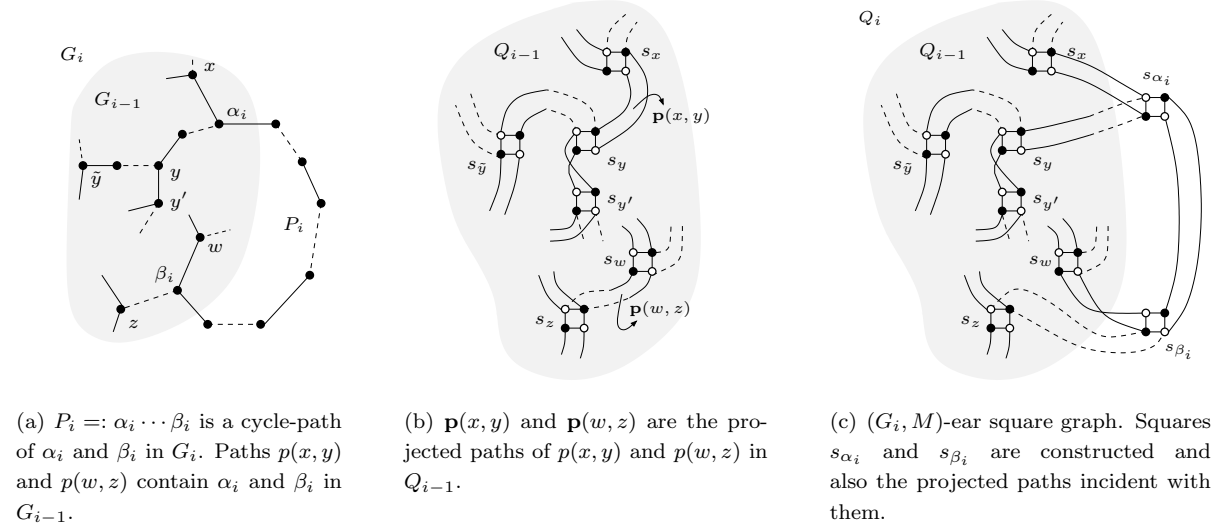 G_i
G_{i-1}
x
α_i
ỹ
y
y′
P_i
w
β_i
z
Q_{i-1}
s_x
p(x, y)
s_ỹ
s_y
s_{y′}
s_w
p(w, z)
s_z
Q_i
Q_{i-1}
s_x
s_{α_i}
s_ỹ
s_y
s_{y′}
s_w
s_z
s_{β_i}
(a) P_i =: α_i ⋯ β_i is a cycle-path
of α_i and β_i in G_i. Paths p(x, y)
and p(w, z) contain α_i and β_i in
G_{i-1}.
(b) p(x, y) and p(w, z) are the pro-
jected paths of p(x, y) and p(w, z) in
Q_{i-1}.
(c) (G_i, M)-ear square graph. Squares
s_{α_i} and s_{β_i} are constructed and
also the projected paths incident with
them.